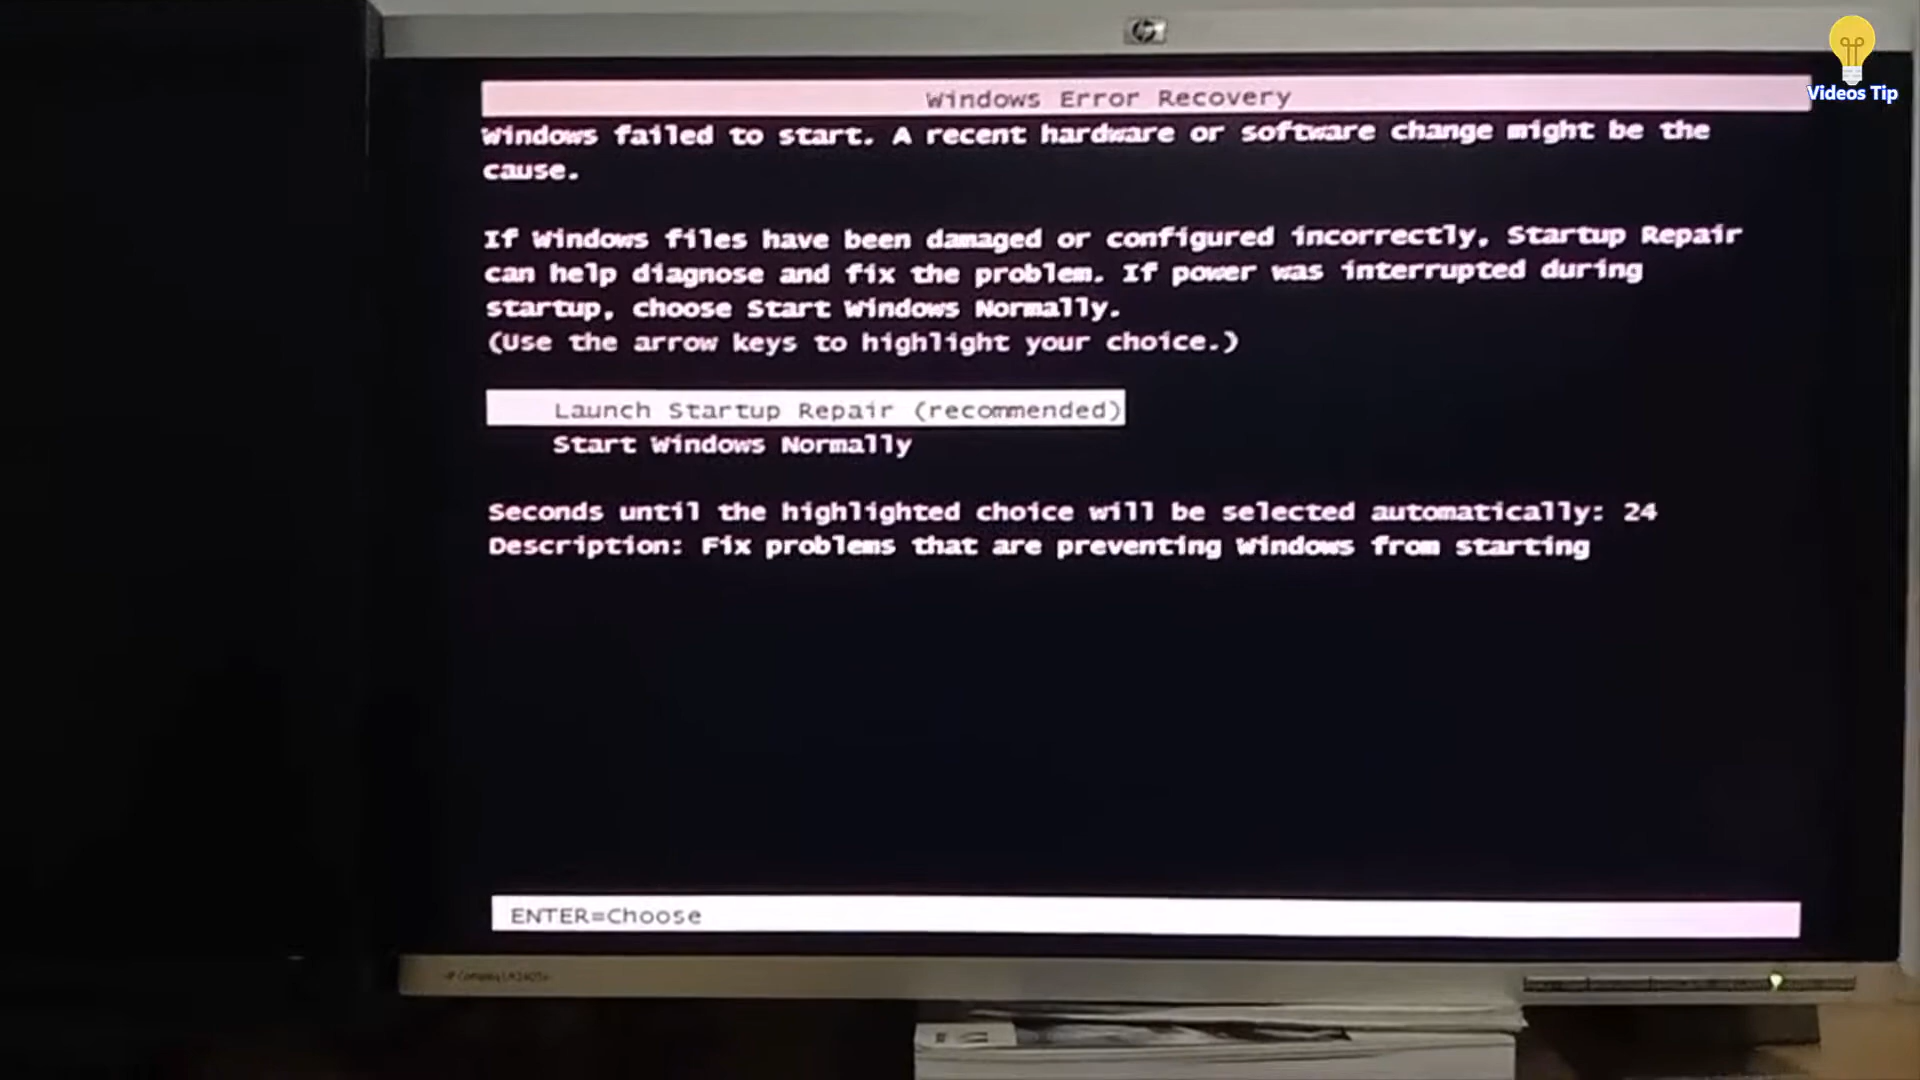 Videos Tip
Windows Error Recovery
Windows failed to start. A recent hardware or software change might be the
cause.
If Windows files have been damaged or configured incorrectly, Startup Repair
can help diagnose and fix the problem. If power was interrupted during
startup, choose Start Windows Normally.
(Use the arrow keys to highlight your choice.)
Launch Startup Repair (recommended)
Start Windows Normally
Seconds until the highlighted choice will be selected automatically: 24
Description: Fix problems that are preventing Windows from starting
ENTER=Choose